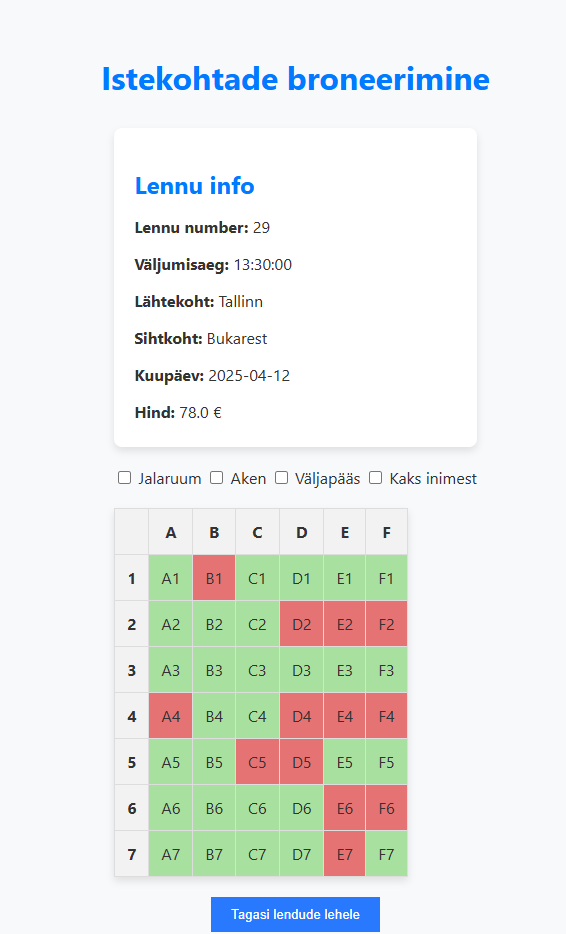 Istekohtade broneerimine
Lennu info
Lennu number: 29
Väljumisaeg: 13:30:00
Lähtekoht: Tallinn
Sihtkoht: Bukarest
Kuupäev: 2025-04-12
Hind: 78.0 €
Jalaruum Aken Väljapääs Kaks inimest
A B C D E F
1 A1 B1 C1 D1 E1 F1
2 A2 B2 C2 D2 E2 F2
3 A3 B3 C3 D3 E3 F3
4 A4 B4 C4 D4 E4 F4
5 A5 B5 C5 D5 E5 F5
6 A6 B6 C6 D6 E6 F6
7 A7 B7 C7 D7 E7 F7
Tagasi lendude lehele